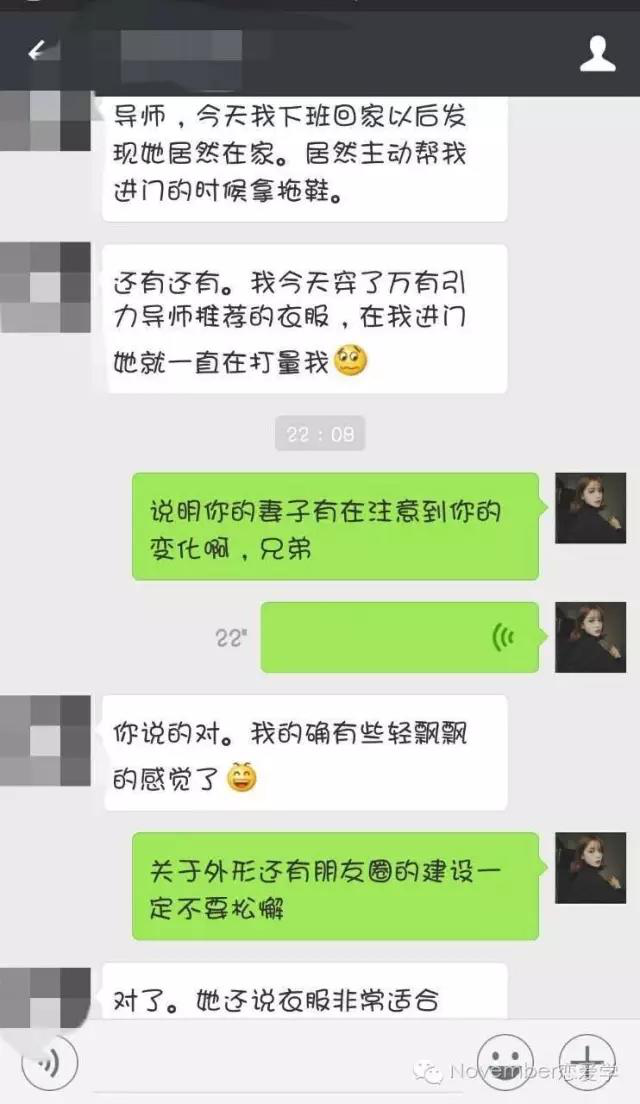 导师，今天我下班回家以后发
现她居然在家。居然主动帮我
进门的时候拿拖鞋。
还有还有。我今天穿了万有引
力导师推荐的衣服，在我进门
她就一直在打量我
22：09
说明你的妻子有在注意到你的
变化啊，兄弟
22"
你说的对。我的确有些轻飘飘
的感觉了
关于外形还有朋友圈的建设一
定不要松懈
对了。她还说衣服非常适合
November恋爱学